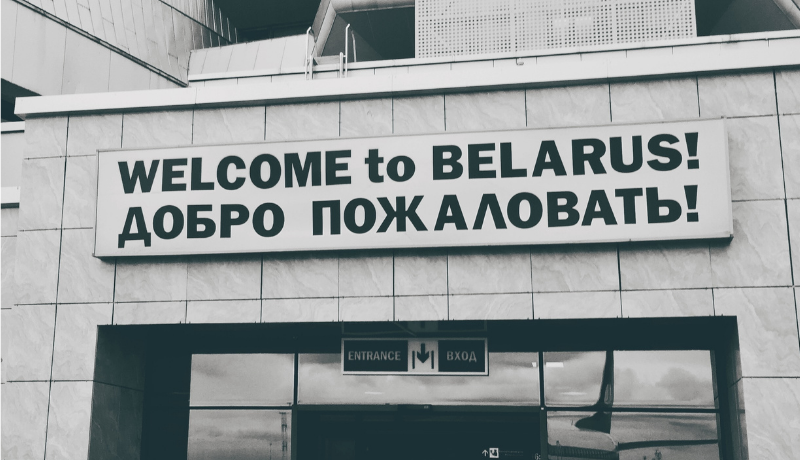 WELCOME to BELARUS!
ДОБРО ПОЖАЛОВАТЬ!
ENTRANCE ВХОД